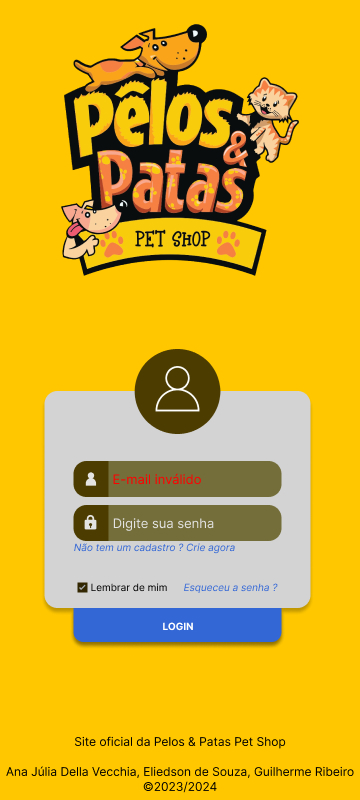 Pêlos
&
Patas
PET SHOP
E-mail inválido
Digite sua senha
Não tem um cadastro ? Crie agora
Lembrar de mim Esqueceu a senha ?
LOGIN
Site oficial da Pelos & Patas Pet Shop
Ana Júlia Della Vecchia, Eliedson de Souza, Guilherme Ribeiro
©2023/2024